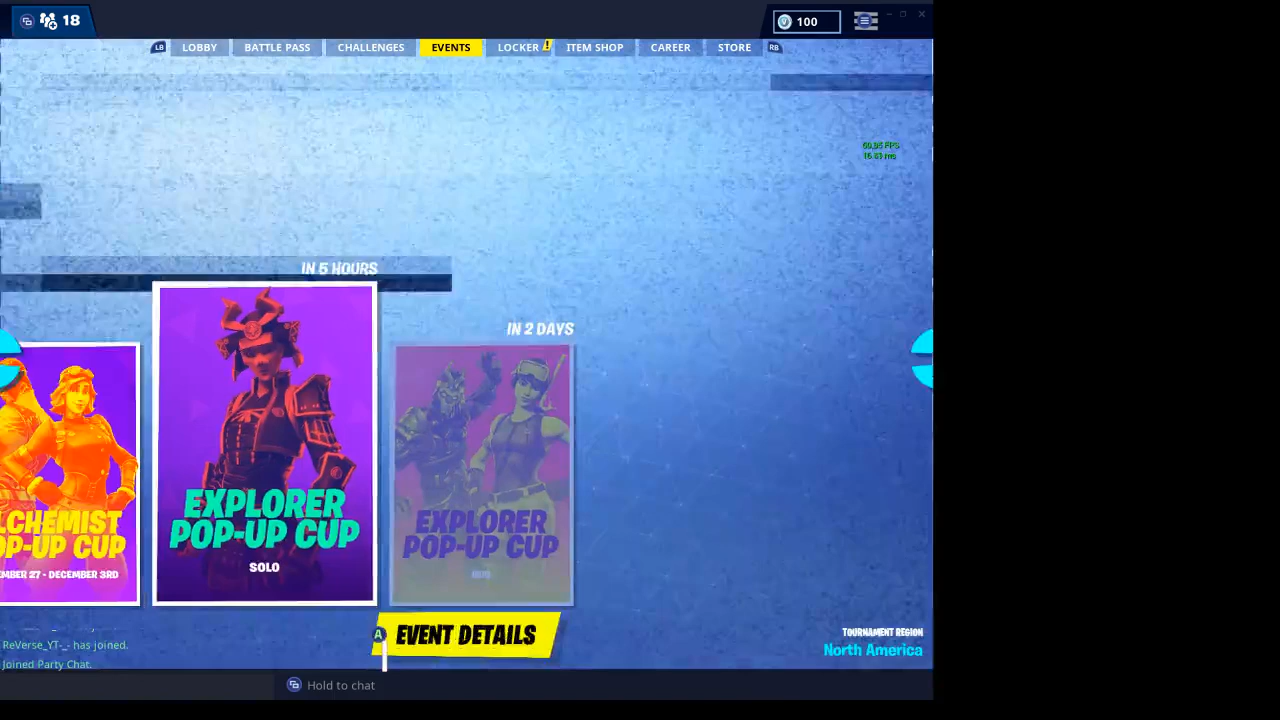 18
100
LB
LOBBY
BATTLE PASS
CHALLENGES
EVENTS
LOCKER
!
ITEM SHOP
CAREER
STORE
RB
IN 5 HOURS
IN 2 DAYS
LCHEMIST
OP-UP CUP
EMBER 27 - DECEMBER 3RD
EXPLORER
POP-UP CUP
SOLO
EXPLORER
POP-UP CUP
A
EVENT DETAILS
ReVerse_YT-_- has joined.
Joined Party Chat.
TOURNAMENT REGION
North America
Hold to chat